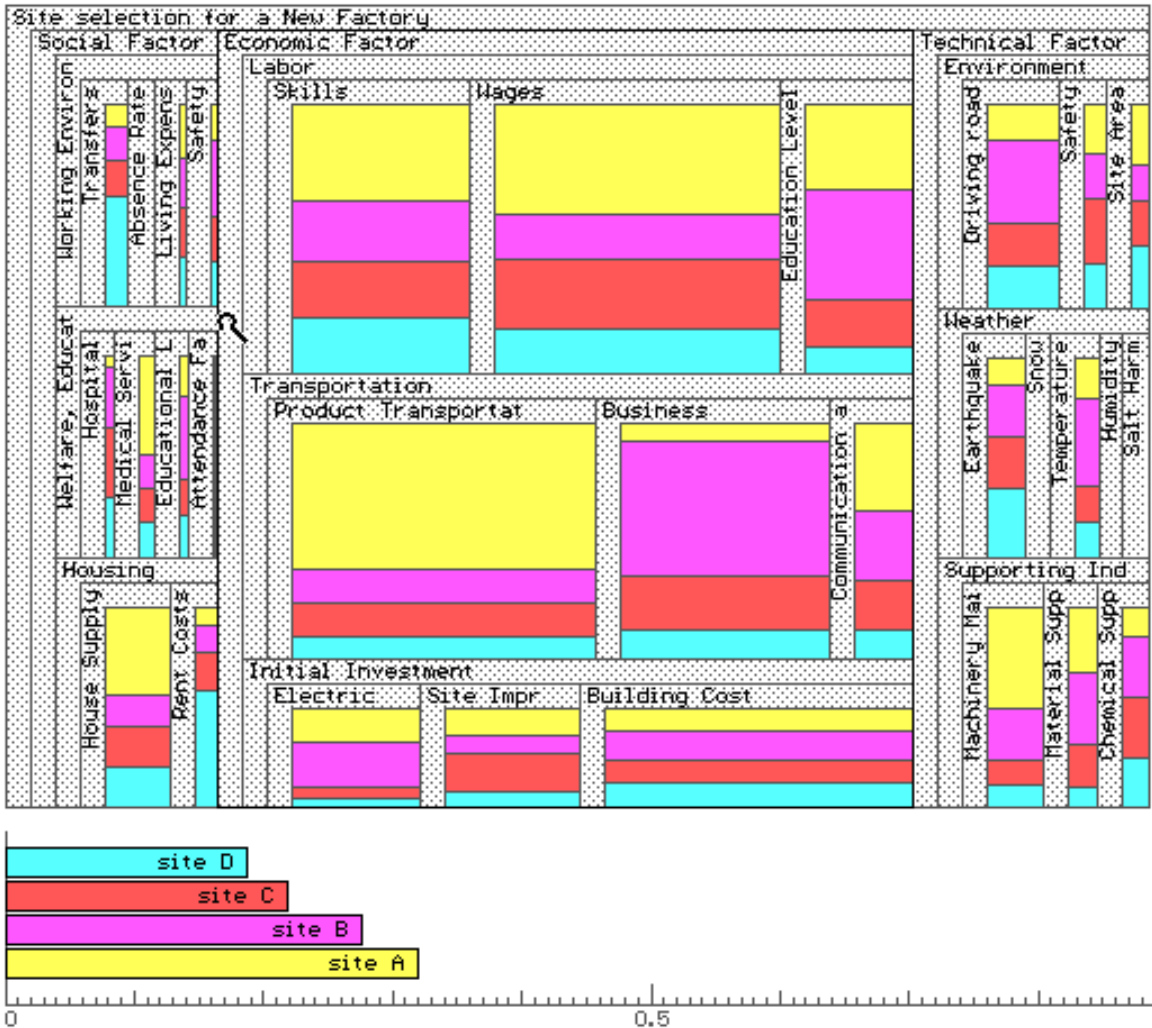 Site selection for a New Factory
Social Factor
Economic Factor
Technical Factor
Working Environ
Transfers
Absence Rate
Living Expens
Safety
Labor
Skills
Wages
Education Level
Environment
Driving road
Safety
Site Area
Welfare, Educat
Hospital
Medical Servi
Educational L
Attendance Fa
Transportation
Product Transportat
Business
Communication a
Weather
Earthquake
Snow
Temperature
Humidity
Salt Harm
Housing
House Supply
Rent Costs
Initial Investment
Electric
Site Impr
Building Cost
Supporting Ind
Machinery Mai
Material Supp
Chemical Supp
site D
site C
site B
site A
0 0.5